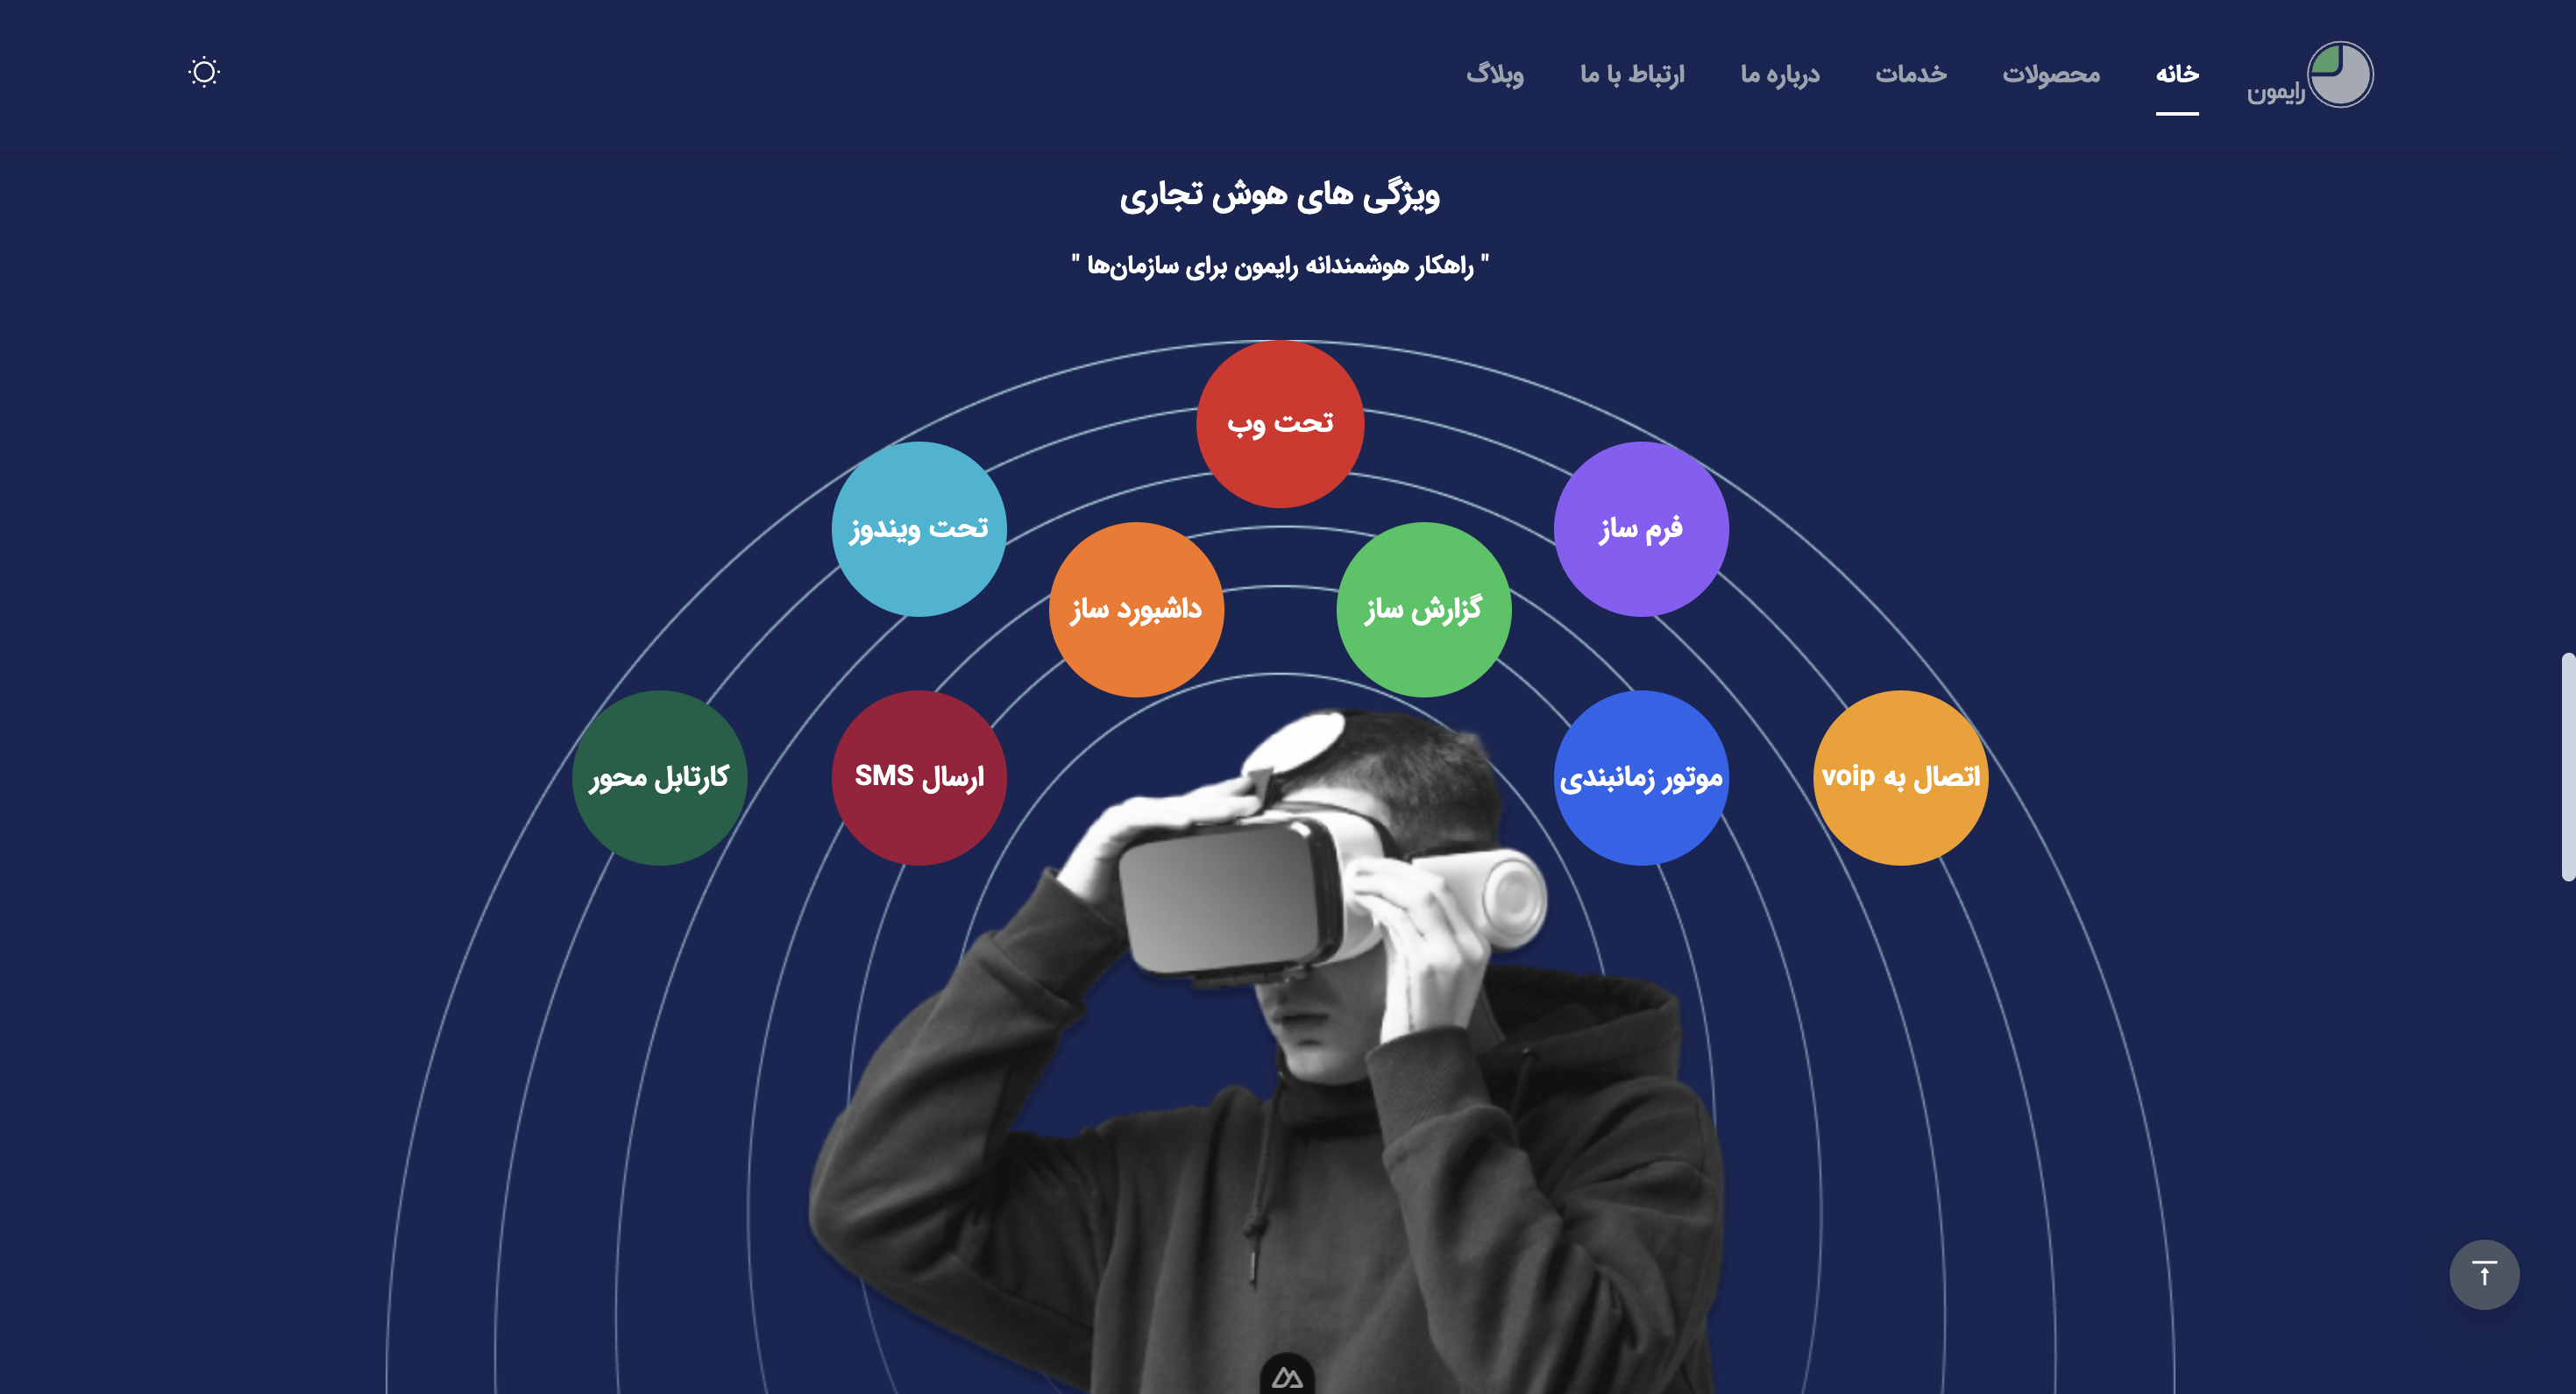 رایمون
خانه
محصولات
خدمات
درباره ما
ارتباط با ما
وبلاگ
ویژگی های هوش تجاری
" راهکار هوشمندانه رایمون برای سازمان‌ها "
تحت وب
فرم ساز
تحت ویندوز
گزارش ساز
داشبورد ساز
اتصال به voip
موتور زمانبندی
ارسال SMS
کارتابل محور